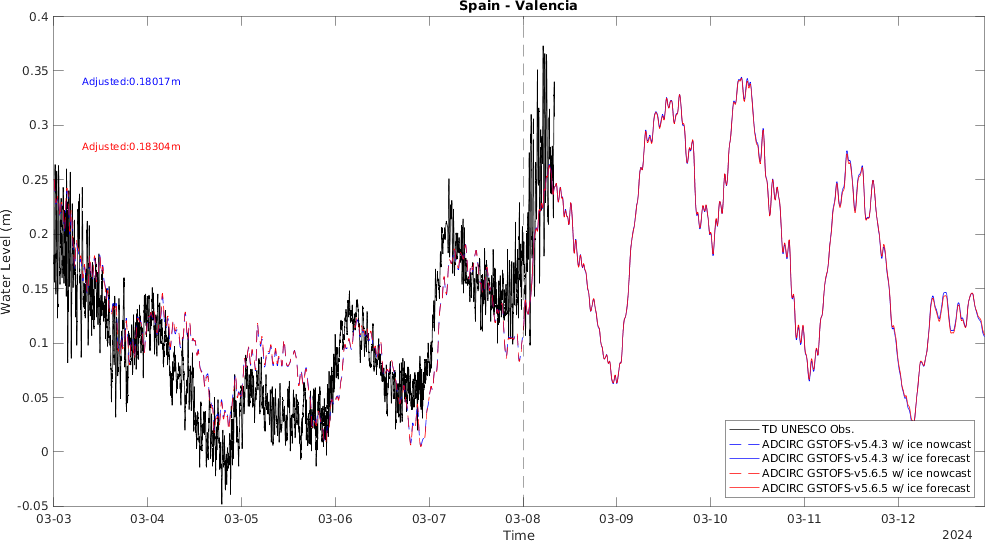 Spain - Valencia
0.4
0.35
0.3
0.25
0.2
0.15
0.1
0.05
0
-0.05
Water Level (m)
Adjusted:0.18017m
Adjusted:0.18304m
TD UNESCO Obs.
ADCIRC GSTOFS-v5.4.3 w/ ice nowcast
ADCIRC GSTOFS-v5.4.3 w/ ice forecast
ADCIRC GSTOFS-v5.6.5 w/ ice nowcast
ADCIRC GSTOFS-v5.6.5 w/ ice forecast
03-03 03-04 03-05 03-06 03-07 03-08 03-09 03-10 03-11 03-12
Time
2024